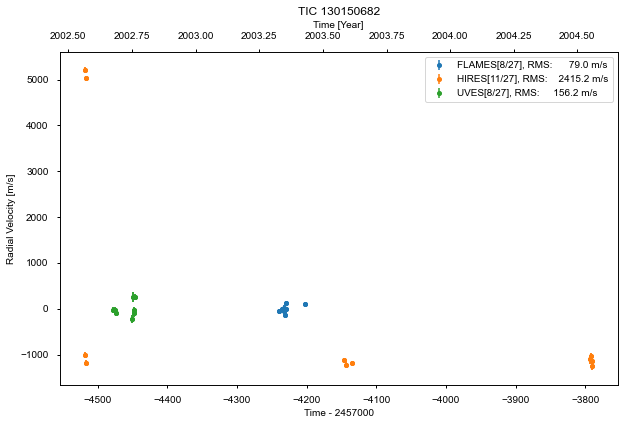 TIC 130150682
Time [Year]
2002.50 2002.75 2003.00 2003.25 2003.50 2003.75 2004.00 2004.25 2004.50
FLAMES[8/27], RMS: 79.0 m/s
HIRES[11/27], RMS: 2415.2 m/s
UVES[8/27], RMS: 156.2 m/s
Radial Velocity [m/s]
5000
4000
3000
2000
1000
0
−1000
−4500 −4400 −4300 −4200 −4100 −4000 −3900 −3800
Time - 2457000